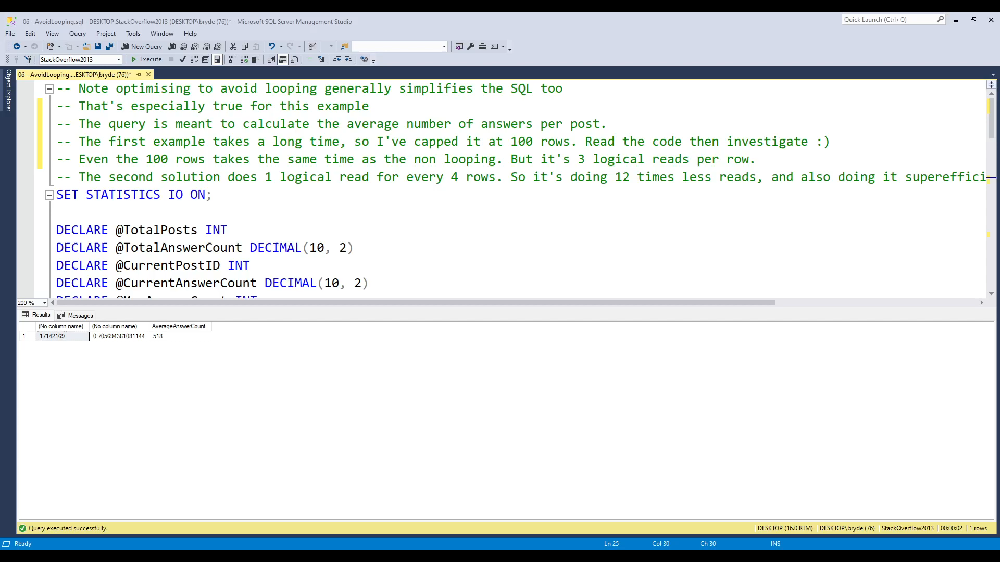 06 - AvoidLooping.sql - DESKTOP.StackOverflow2013 (DESKTOP\bryde (76))* - Microsoft SQL Server Management Studio
Quick Launch (Ctrl+Q)
File Edit View Query Project Tools Window Help
New Query
MDX DMX XMLA DAX
StackOverflow2013 Execute
Object Explorer
06 - AvoidLooping....ESKTOP\bryde (76))*
-- Note optimising to avoid looping generally simplifies the SQL too
-- That's especially true for this example
-- The query is meant to calculate the average number of answers per post.
-- The first example takes a long time, so I've capped it at 100 rows. Read the code then investigate :)
-- Even the 100 rows takes the same time as the non looping. But it's 3 logical reads per row.
-- The second solution does 1 logical read for every 4 rows. So it's doing 12 times less reads, and also doing it supereffici
SET STATISTICS IO ON;
DECLARE @TotalPosts INT
DECLARE @TotalAnswerCount DECIMAL(10, 2)
DECLARE @CurrentPostID INT
DECLARE @CurrentAnswerCount DECIMAL(10, 2)
200 %
Results Messages
(No column name) (No column name) AverageAnswerCount
1 17142169 0.705694361081144 518
Query executed successfully.
DESKTOP (16.0 RTM) DESKTOP\bryde (76) StackOverflow2013 00:00:02 1 rows
Ready
Ln 25 Col 30 Ch 30 INS